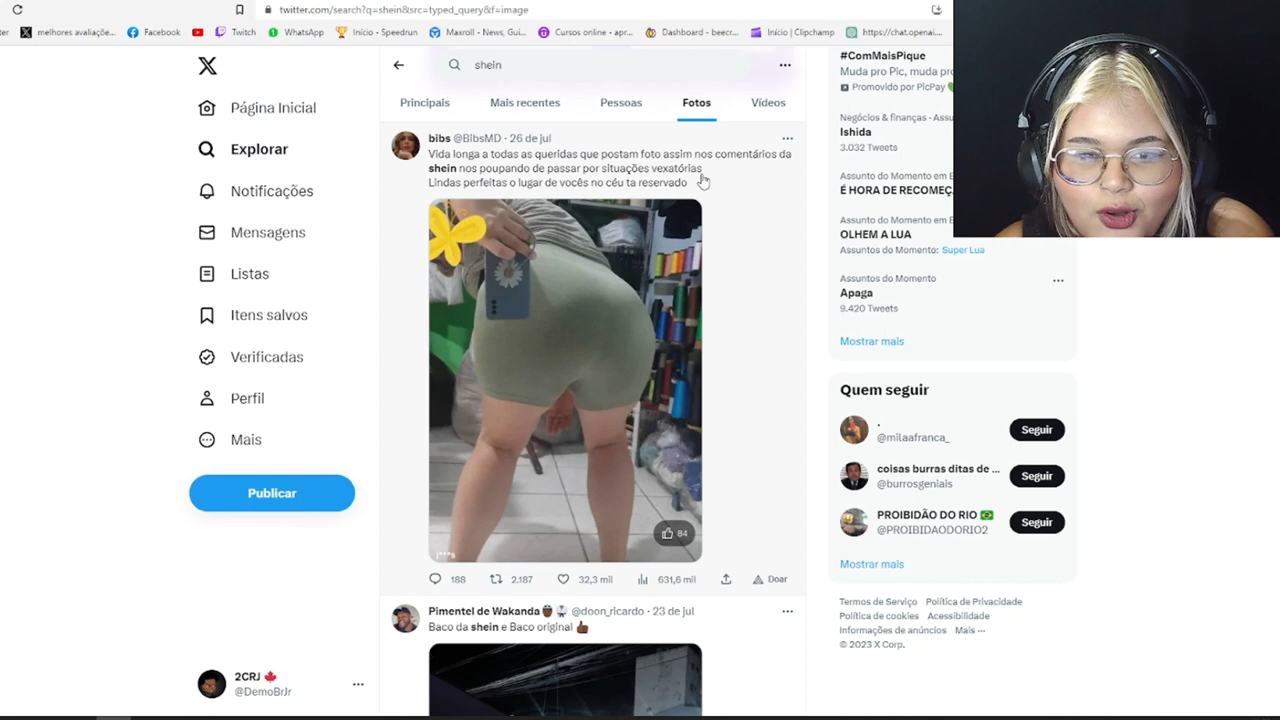 twitter.com/search?q=shein&src=typed_query&f=image
melhores avaliaçõe...
Facebook
Twitch
WhatsApp
Início - Speedrun
Maxroll - News, Gui...
Cursos online - apr...
Dashboard - beecr...
Início | Clipchamp
https://chat.openai....
shein
Principais
Mais recentes
Pessoas
Fotos
Vídeos
Página Inicial
Explorar
Notificações
Mensagens
Listas
Itens salvos
Verificadas
Perfil
Mais
Publicar
2CRJ
@DemoBrJr
bibs @BibsMD · 26 de jul
Vida longa a todas as queridas que postam foto assim nos comentários da
shein nos poupando de passar por situações vexatórias
Lindas perfeitas o lugar de vocês no céu ta reservado
84
j***s
188
2.187
32,3 mil
631,6 mil
Doar
Pimentel de Wakanda @doon_ricardo · 23 de jul
Baco da shein e Baco original
#ComMaisPique
Muda pro Pic, muda pro
Promovido por PicPay
Negócios & finanças · Assu
Ishida
3.032 Tweets
Assunto do Momento em E
É HORA DE RECOMEÇ
Assunto do Momento em E
OLHEM A LUA
Assuntos do Momento: Super Lua
Assuntos do Momento
Apaga
9.420 Tweets
Mostrar mais
Quem seguir
.
@milaafranca_
Seguir
coisas burras ditas de ...
@burrosgeniais
Seguir
PROIBIDÃO DO RIO
@PROIBIDAODORIO2
Seguir
Mostrar mais
Termos de Serviço Política de Privacidade
Política de cookies Acessibilidade
Informações de anúncios Mais ...
© 2023 X Corp.